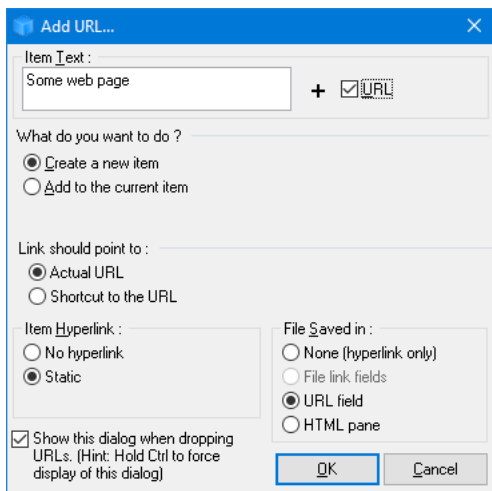 Add URL...
Item Text :
Some web page
+ URL
What do you want to do ?
Create a new item
Add to the current item
Link should point to :
Actual URL
Shortcut to the URL
Item Hyperlink :
No hyperlink
Static
File Saved in :
None (hyperlink only)
File link fields
URL field
HTML pane
Show this dialog when dropping
URLs. (Hint: Hold Ctrl to force
display of this dialog)
OK
Cancel